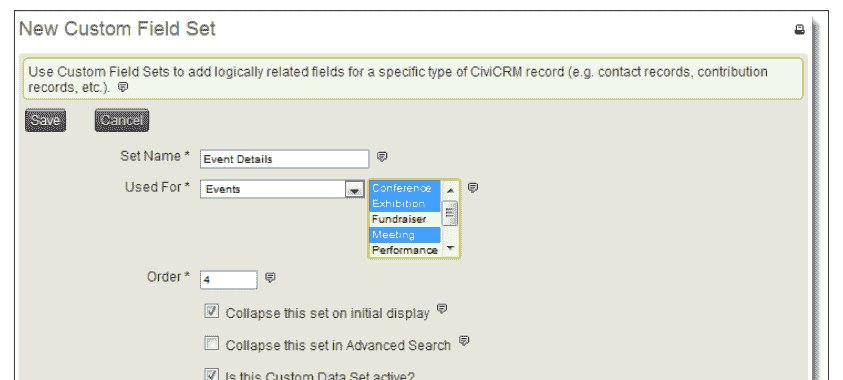 New Custom Field Set
Use Custom Field Sets to add logically related fields for a specific type of CiviCRM record (e.g. contact records, contribution
records, etc.).
Save Cancel
Set Name * Event Details
Used For * Events
Conference
Exhibition
Fundraiser
Meeting
Performance
Order * 4
Collapse this set on initial display
Collapse this set in Advanced Search
Is this Custom Data Set active?